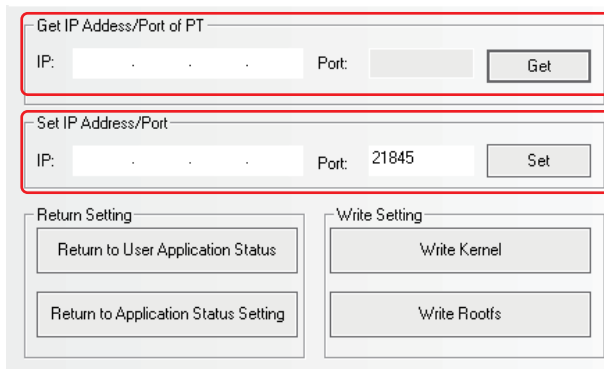 Get IP Addess/Port of PT
IP: . . . Port: Get
Set IP Address/Port
IP: . . . Port: 21845 Set
Return Setting Write Setting
Return to User Application Status Write Kernel
Return to Application Status Setting Write Rootfs